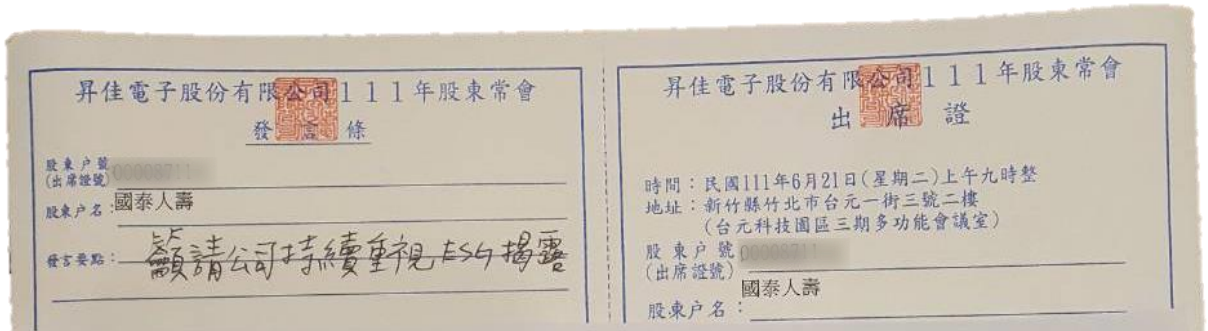 昇佳電子股份有限公司111年股東常會
發言條
股東戶號
(出席證號)
股東戶名：國泰人壽
發言要點：籲請公司持續重視ESG揭露
昇佳電子股份有限公司111年股東常會
出席證
時間：民國111年6月21日(星期二)上午九時整
地址：新竹縣竹北市台元一街三號二樓
(台元科技園區三期多功能會議室)
股東戶號
(出席證號)
股東戶名：國泰人壽